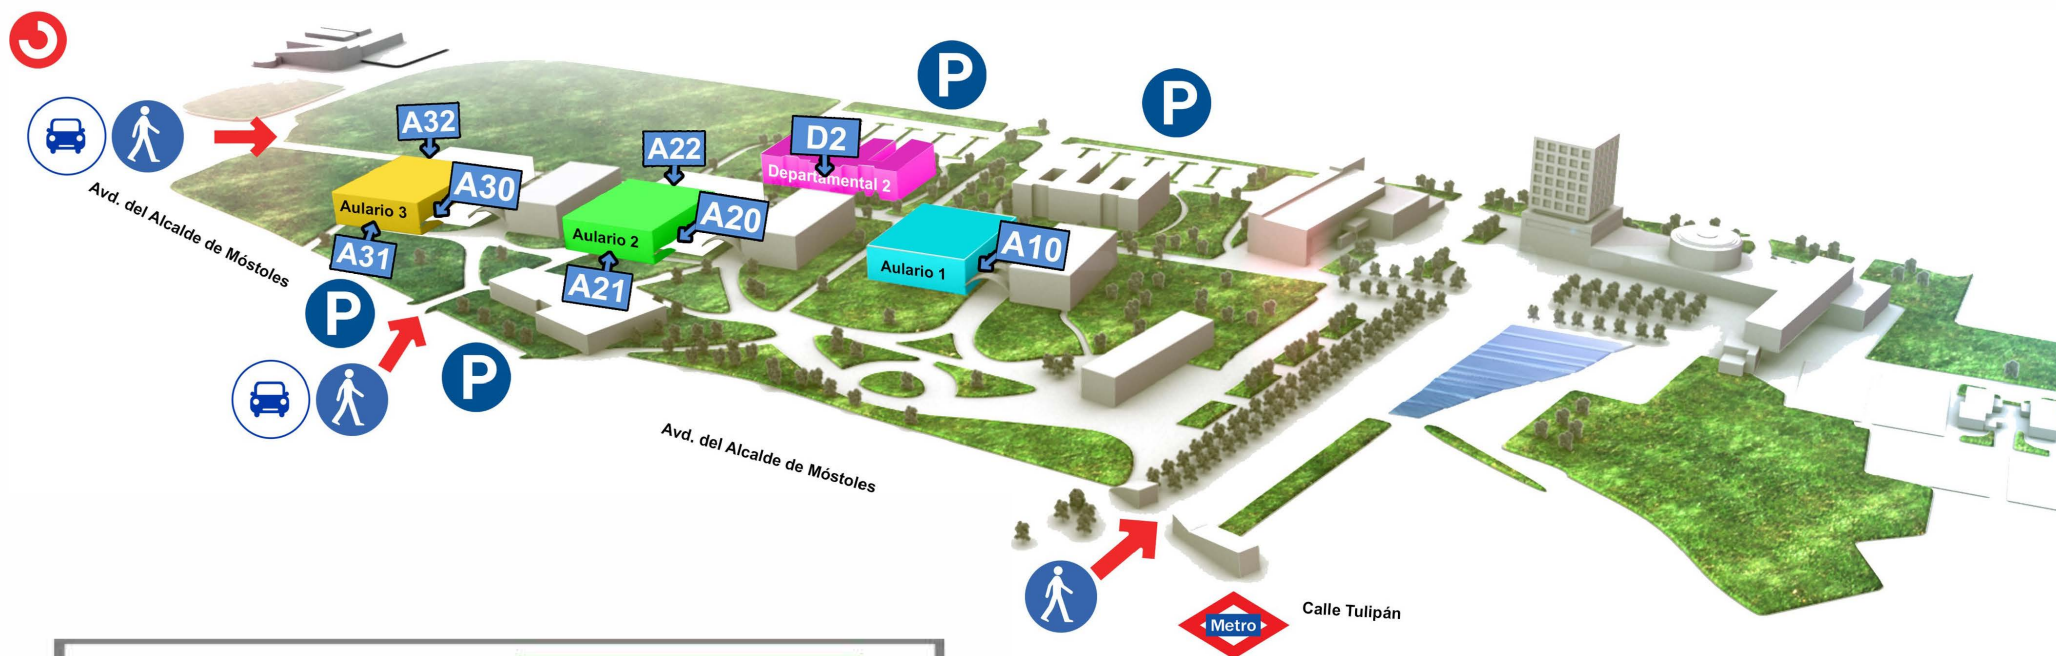 P
P
A32
A22
D2
Departamental 2
A30
Aulario 3
A20
Aulario 2
A10
Aulario 1
A31
A21
Avd. del Alcalde de Móstoles
P
P
Avd. del Alcalde de Móstoles
Metro
Calle Tulipán